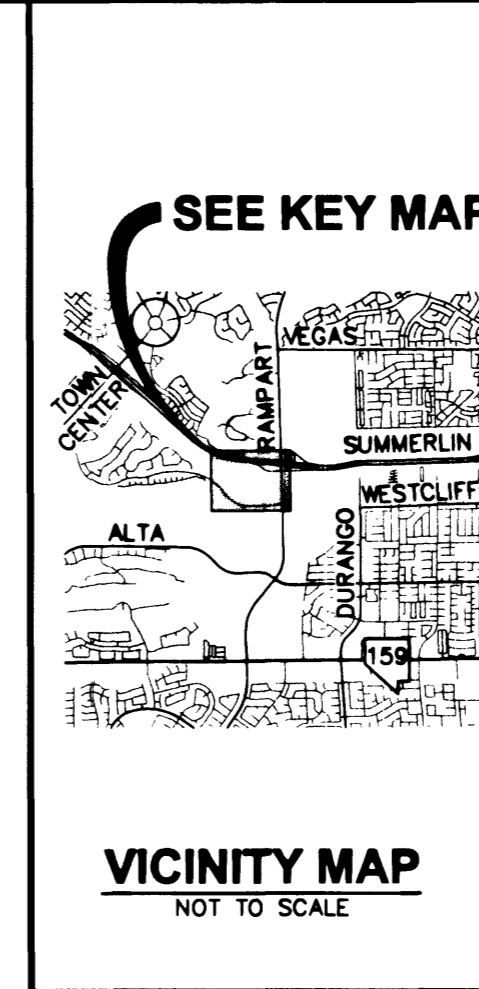 SEE KEY MAP
VEGAS
RAMPART
TOWN
CENTER
SUMMERLIN
WESTCLIFF
ALTA
DURANGO
159
VICINITY MAP
NOT TO SCALE